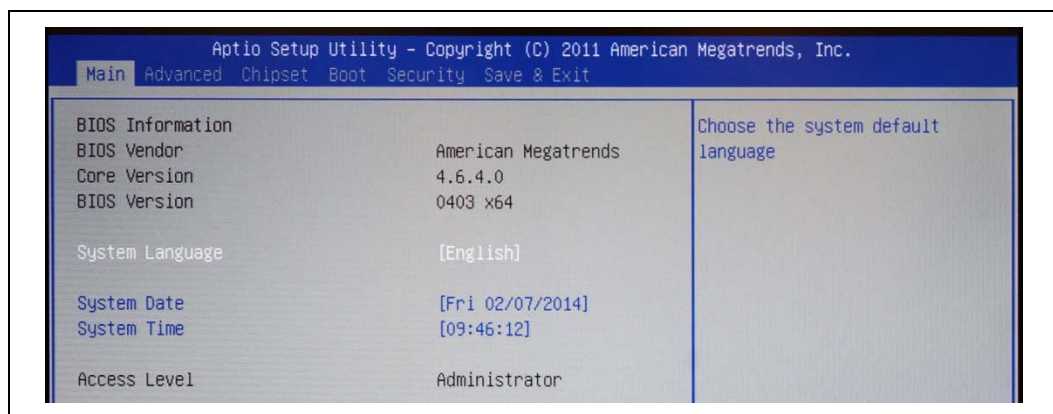 Aptio Setup Utility – Copyright (C) 2011 American Megatrends, Inc.
Main Advanced Chipset Boot Security Save & Exit
BIOS Information
BIOS Vendor American Megatrends
Core Version 4.6.4.0
BIOS Version 0403 x64
System Language [English]
System Date [Fri 02/07/2014]
System Time [09:46:12]
Access Level Administrator
Choose the system default
language